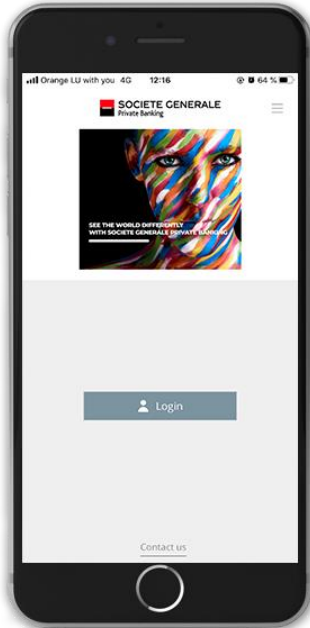 Orange LU with you 4G 12:16 64 %
SOCIETE GENERALE
Private Banking
SEE THE WORLD DIFFERENTLY
WITH SOCIETE GENERALE PRIVATE BANKING
Login
Contact us